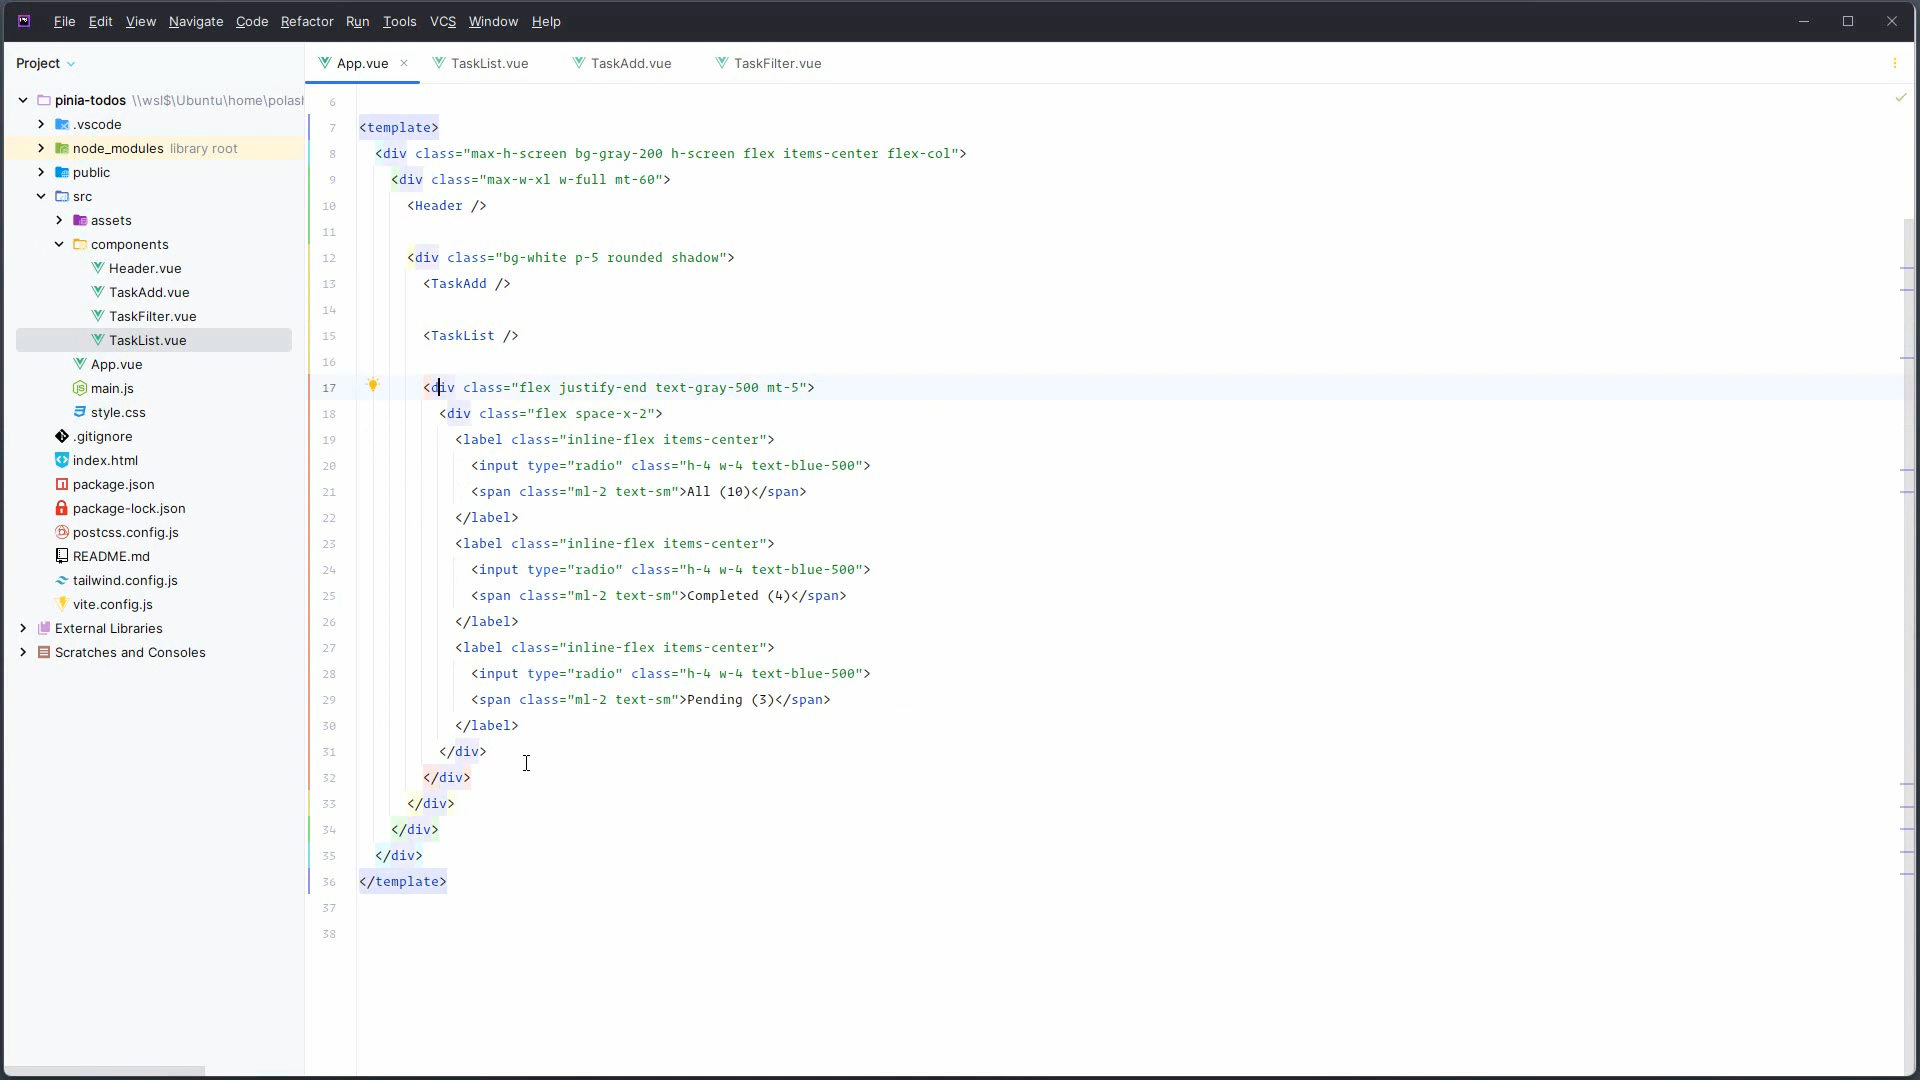 File Edit View Navigate Code Refactor Run Tools VCS Window Help
Project
App.vue TaskList.vue TaskAdd.vue TaskFilter.vue
pinia-todos \\wsl$\Ubuntu\home\polash
.vscode
node_modules library root
public
src
assets
components
Header.vue
TaskAdd.vue
TaskFilter.vue
TaskList.vue
App.vue
main.js
style.css
.gitignore
index.html
package.json
package-lock.json
postcss.config.js
README.md
tailwind.config.js
vite.config.js
External Libraries
Scratches and Consoles
6
7 <template>
8 <div class="max-h-screen bg-gray-200 h-screen flex items-center flex-col">
9 <div class="max-w-xl w-full mt-60">
10 <Header />
11
12 <div class="bg-white p-5 rounded shadow">
13 <TaskAdd />
14
15 <TaskList />
16
17 <div class="flex justify-end text-gray-500 mt-5">
18 <div class="flex space-x-2">
19 <label class="inline-flex items-center">
20 <input type="radio" class="h-4 w-4 text-blue-500">
21 <span class="ml-2 text-sm">All (10)</span>
22 </label>
23 <label class="inline-flex items-center">
24 <input type="radio" class="h-4 w-4 text-blue-500">
25 <span class="ml-2 text-sm">Completed (4)</span>
26 </label>
27 <label class="inline-flex items-center">
28 <input type="radio" class="h-4 w-4 text-blue-500">
29 <span class="ml-2 text-sm">Pending (3)</span>
30 </label>
31 </div>
32 </div>
33 </div>
34 </div>
35 </div>
36 </template>
37
38